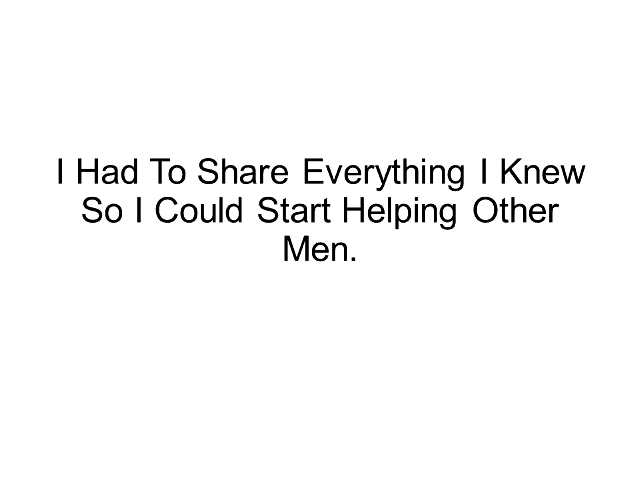 I Had To Share Everything I Knew
So I Could Start Helping Other
Men.